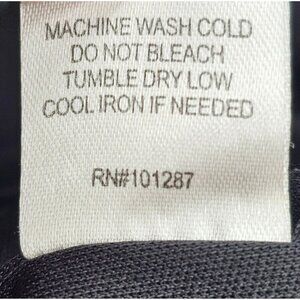 MACHINE WASH COLD
DO NOT BLEACH
TUMBLE DRY LOW
COOL IRON IF NEEDED
RN#101287